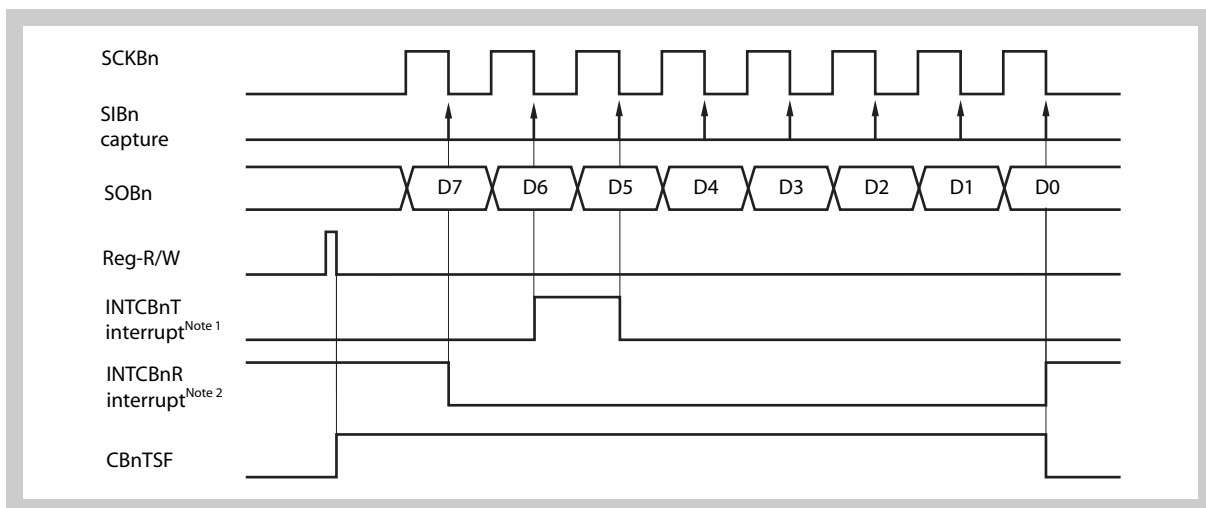 SCKBn
SIBn
capture
SOBn
D7 D6 D5 D4 D3 D2 D1 D0
Reg-R/W
INTCBnT
interruptNote 1
INTCBnR
interruptNote 2
CBnTSF